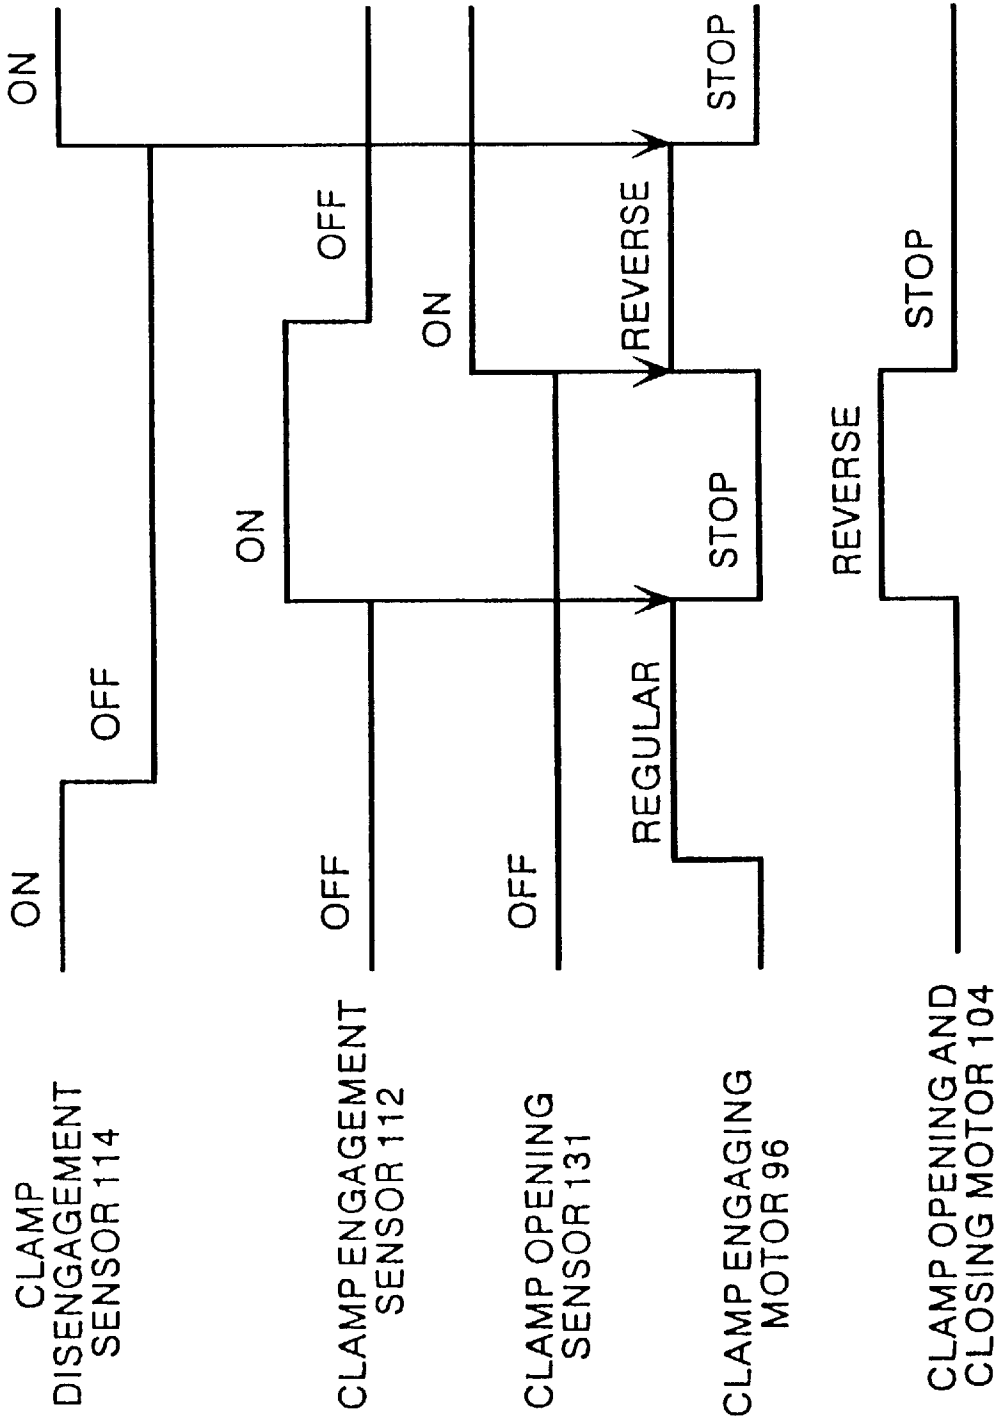 CLAMP
DISENGAGEMENT
SENSOR 114
ON
OFF
ON
CLAMP ENGAGEMENT
SENSOR 112
OFF
ON
OFF
CLAMP OPENING
SENSOR 131
OFF
ON
CLAMP ENGAGING
MOTOR 96
REGULAR
STOP
REVERSE
STOP
CLAMP OPENING AND
CLOSING MOTOR 104
REVERSE
STOP